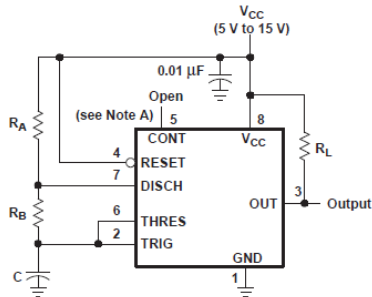 VCC
(5 V to 15 V)
0.01 µF
Open
(see Note A)
5
8
CONT
VCC
RA
RL
4
RESET
7
DISCH
3
OUT
Output
RB
6
THRES
2
TRIG
GND
1
C